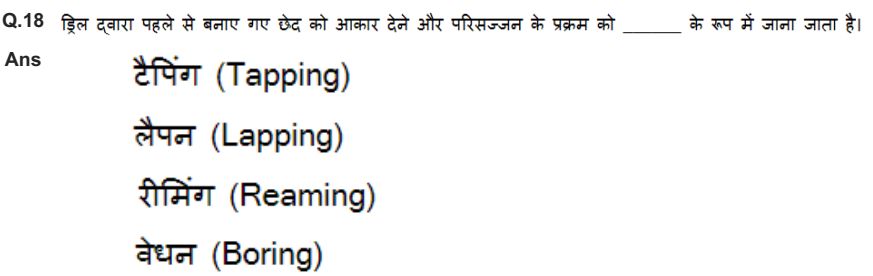 Q.18 ड्रिल द्वारा पहले से बनाए गए छेद को आकार देने और परिसज्जन के प्रक्रम को ______ के रूप में जाना जाता है।
Ans
टैपिंग (Tapping)
लैपन (Lapping)
रीमिंग (Reaming)
वेधन (Boring)